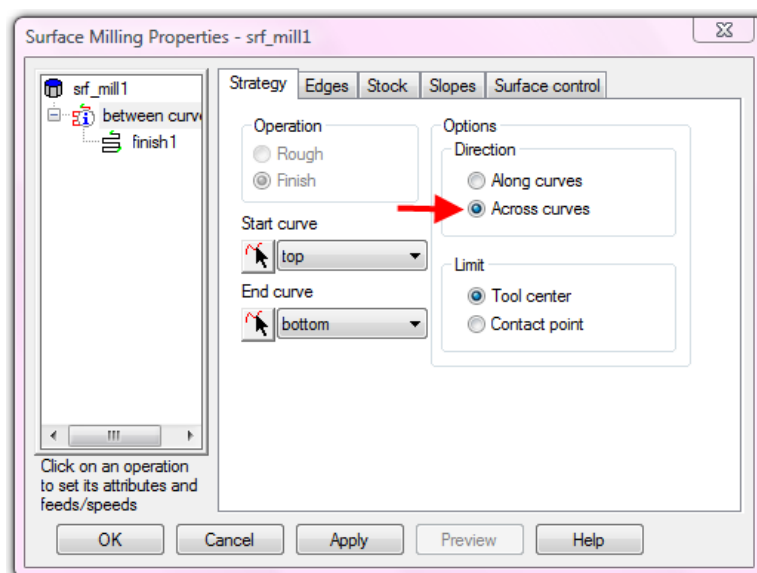 Surface Milling Properties - srf_mill1
srf_mill1
between curv
finish1
Click on an operation
to set its attributes and
feeds/speeds
Strategy
Edges
Stock
Slopes
Surface control
Operation
Rough
Finish
Start curve
top
End curve
bottom
Options
Direction
Along curves
Across curves
Limit
Tool center
Contact point
OK
Cancel
Apply
Preview
Help